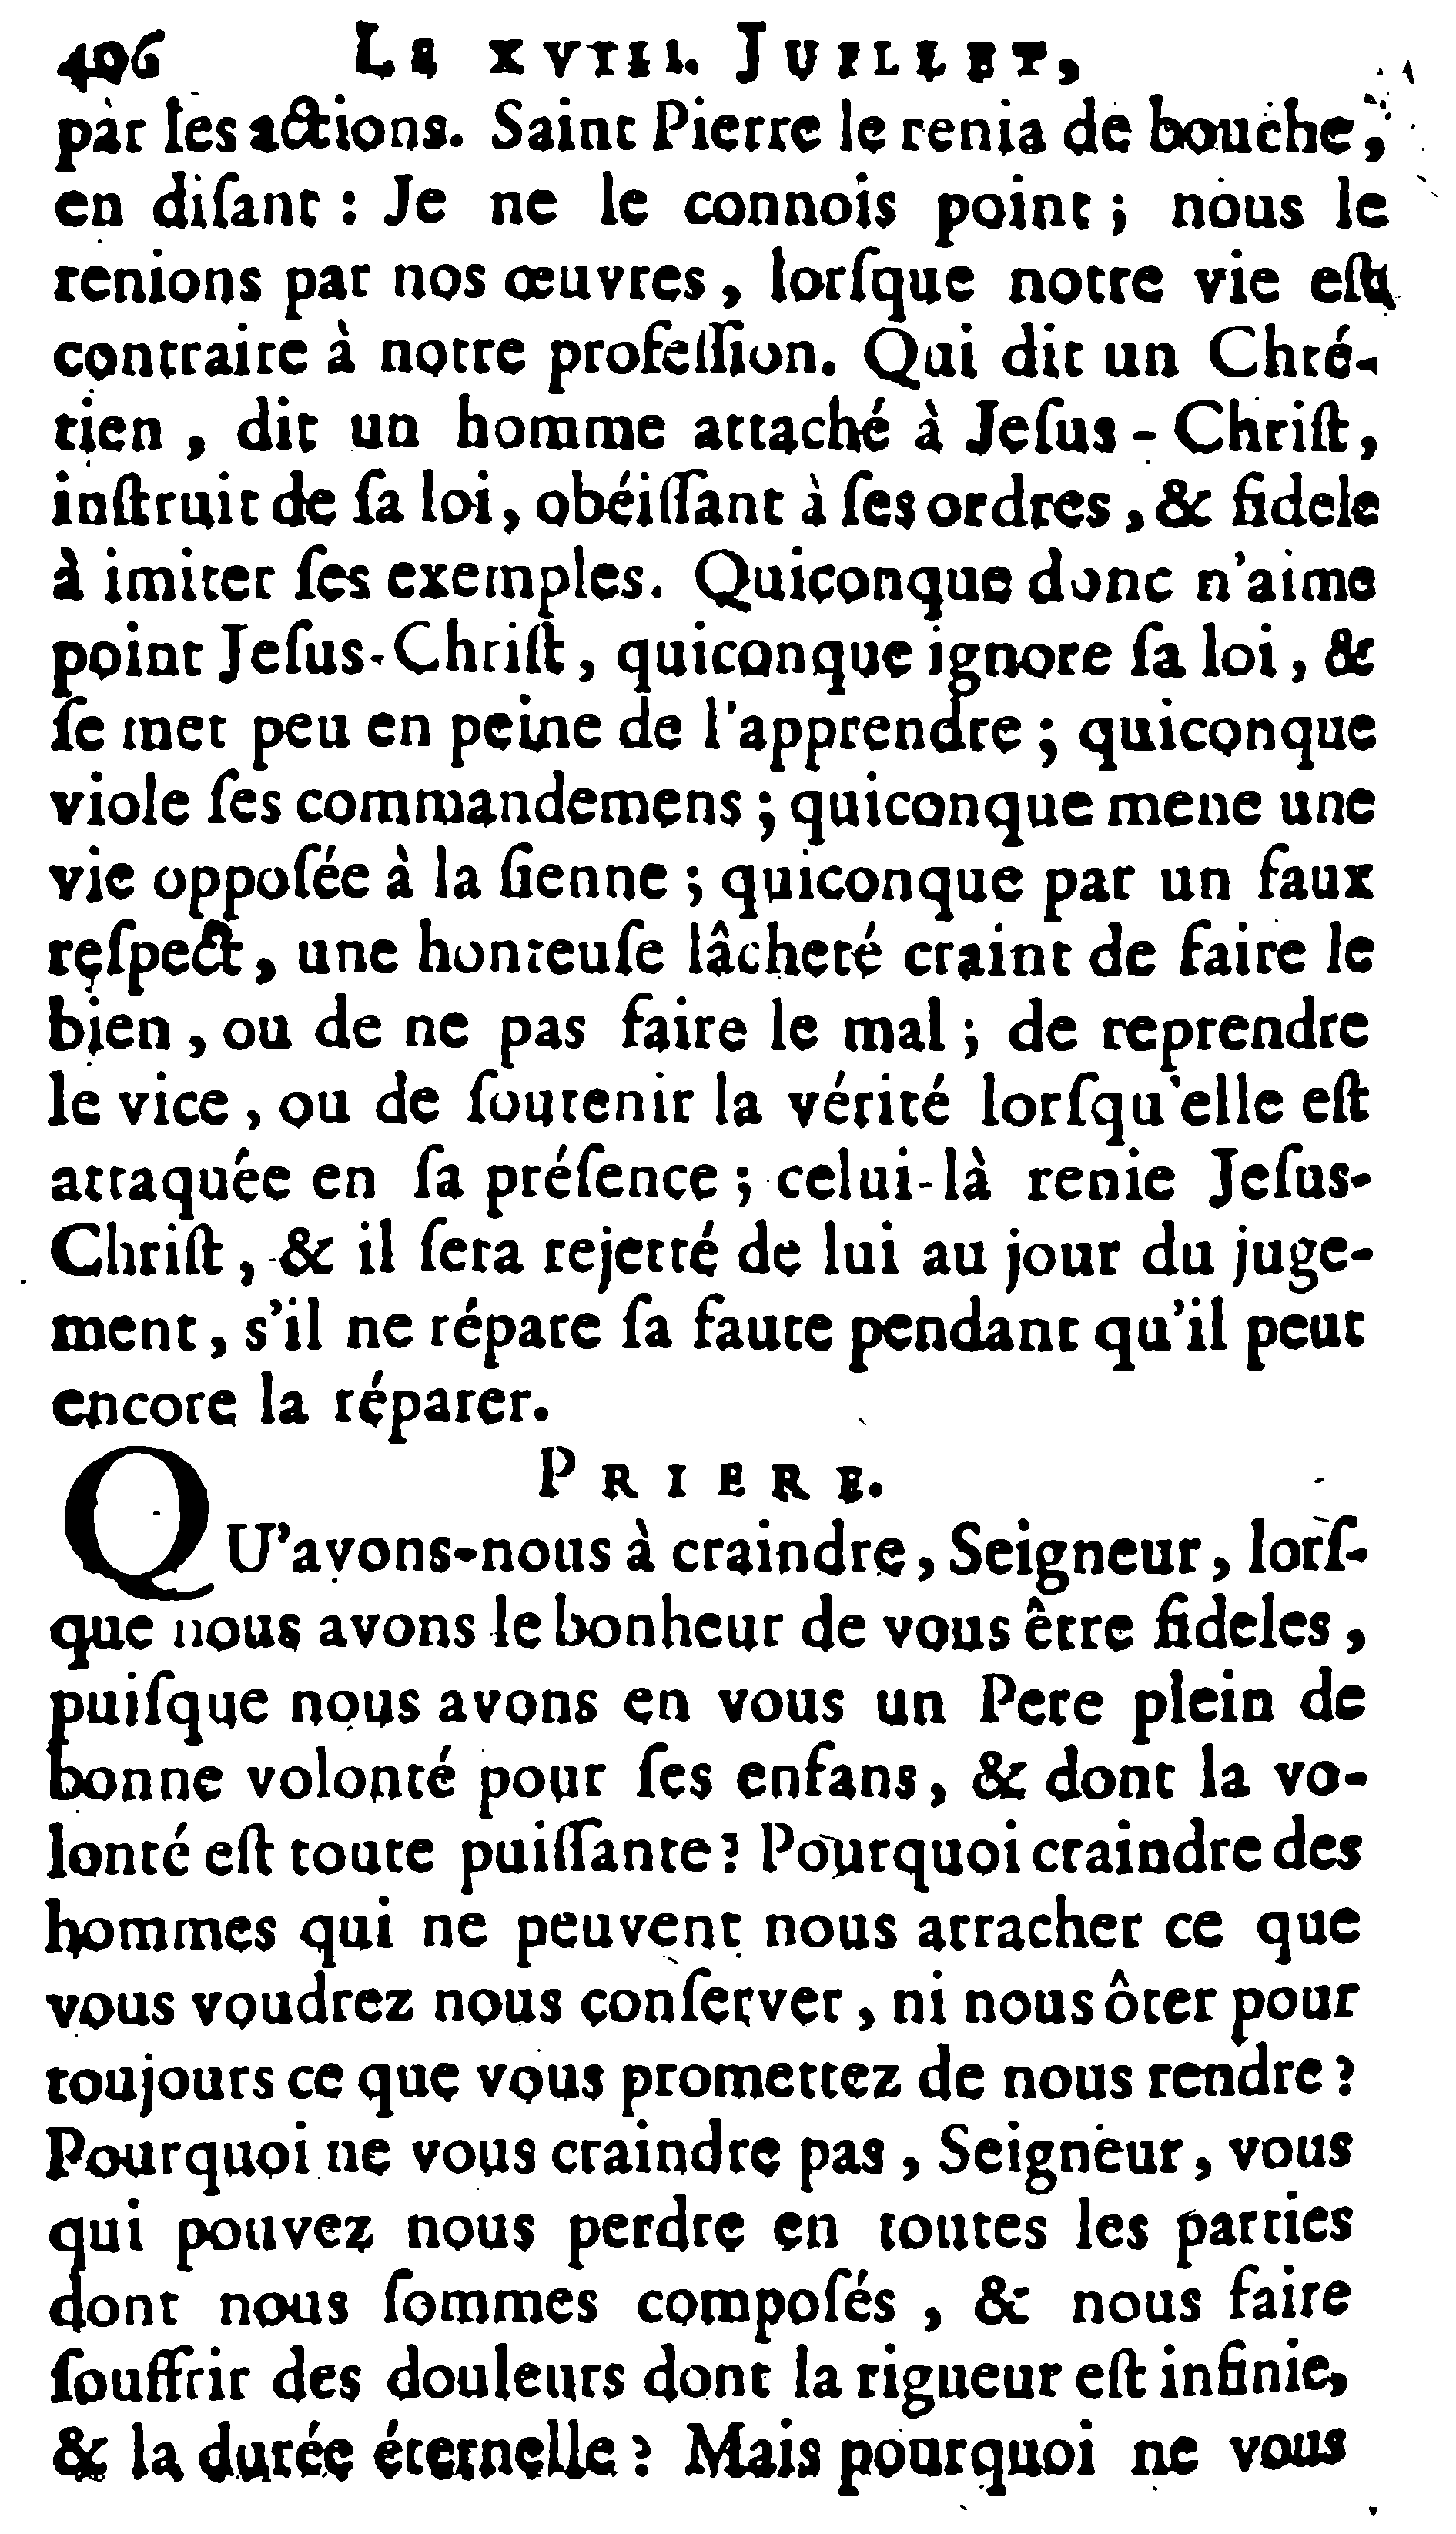 406 LE XVIII. JUILLET,
par les actions. Saint Pierre le renia de bouche,
en diſant : Je ne le connois point ; nous le
renions par nos œuvres, lorſque notre vie eſt
contraire à notre profeſſion. Qui dit un Chré-
tien, dit un homme attaché à Jeſus-Chriſt,
inſtruit de ſa loi, obéiſſant à ſes ordres, & fidele
à imiter ſes exemples. Quiconque donc n'aime
point Jeſus-Chriſt, quiconque ignore ſa loi, &
ſe met peu en peine de l'apprendre ; quiconque
viole ſes commandemens ; quiconque mene une
vie oppoſée à la ſienne ; quiconque par un faux
reſpect, une honteuſe lâcheté craint de faire le
bien, ou de ne pas faire le mal ; de reprendre
le vice, ou de ſoutenir la vérité lorſqu'elle eſt
attaquée en ſa préſence ; celui-là renie Jeſus-
Chriſt, & il ſera rejetté de lui au jour du juge-
ment, s'il ne répare ſa faute pendant qu'il peut
encore la réparer.
PRIERE.
QU'avons-nous à craindre, Seigneur, lorſ-
que nous avons le bonheur de vous être fideles,
puiſque nous avons en vous un Pere plein de
bonne volonté pour ſes enfans, & dont la vo-
lonté eſt toute puiſſante ? Pourquoi craindre des
hommes qui ne peuvent nous arracher ce que
vous voudrez nous conſerver, ni nous ôter pour
toujours ce que vous promettez de nous rendre ?
Pourquoi ne vous craindre pas, Seigneur, vous
qui pouvez nous perdre en toutes les parties
dont nous ſommes compoſés, & nous faire
ſouffrir des douleurs dont la rigueur eſt infinie,
& la durée éternelle ? Mais pourquoi ne vous